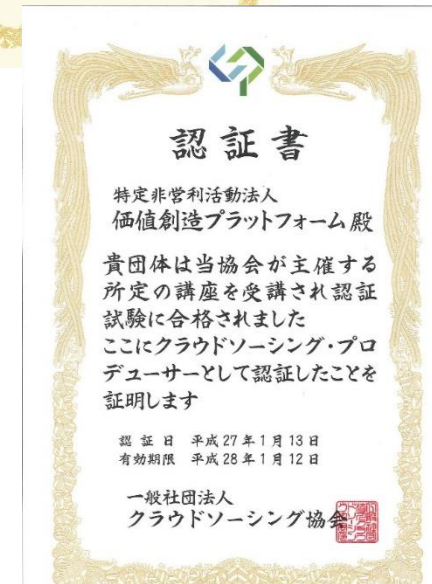 認証書
特定非営利活動法人
価値創造プラットフォーム殿
貴団体は当協会が主催する
所定の講座を受講され認証
試験に合格されました
ここにクラウドソーシング・プロ
デューサーとして認証したことを
証明します
認証日 平成27年1月13日
有効期限 平成28年1月12日
一般社団法人
クラウドソーシング協会